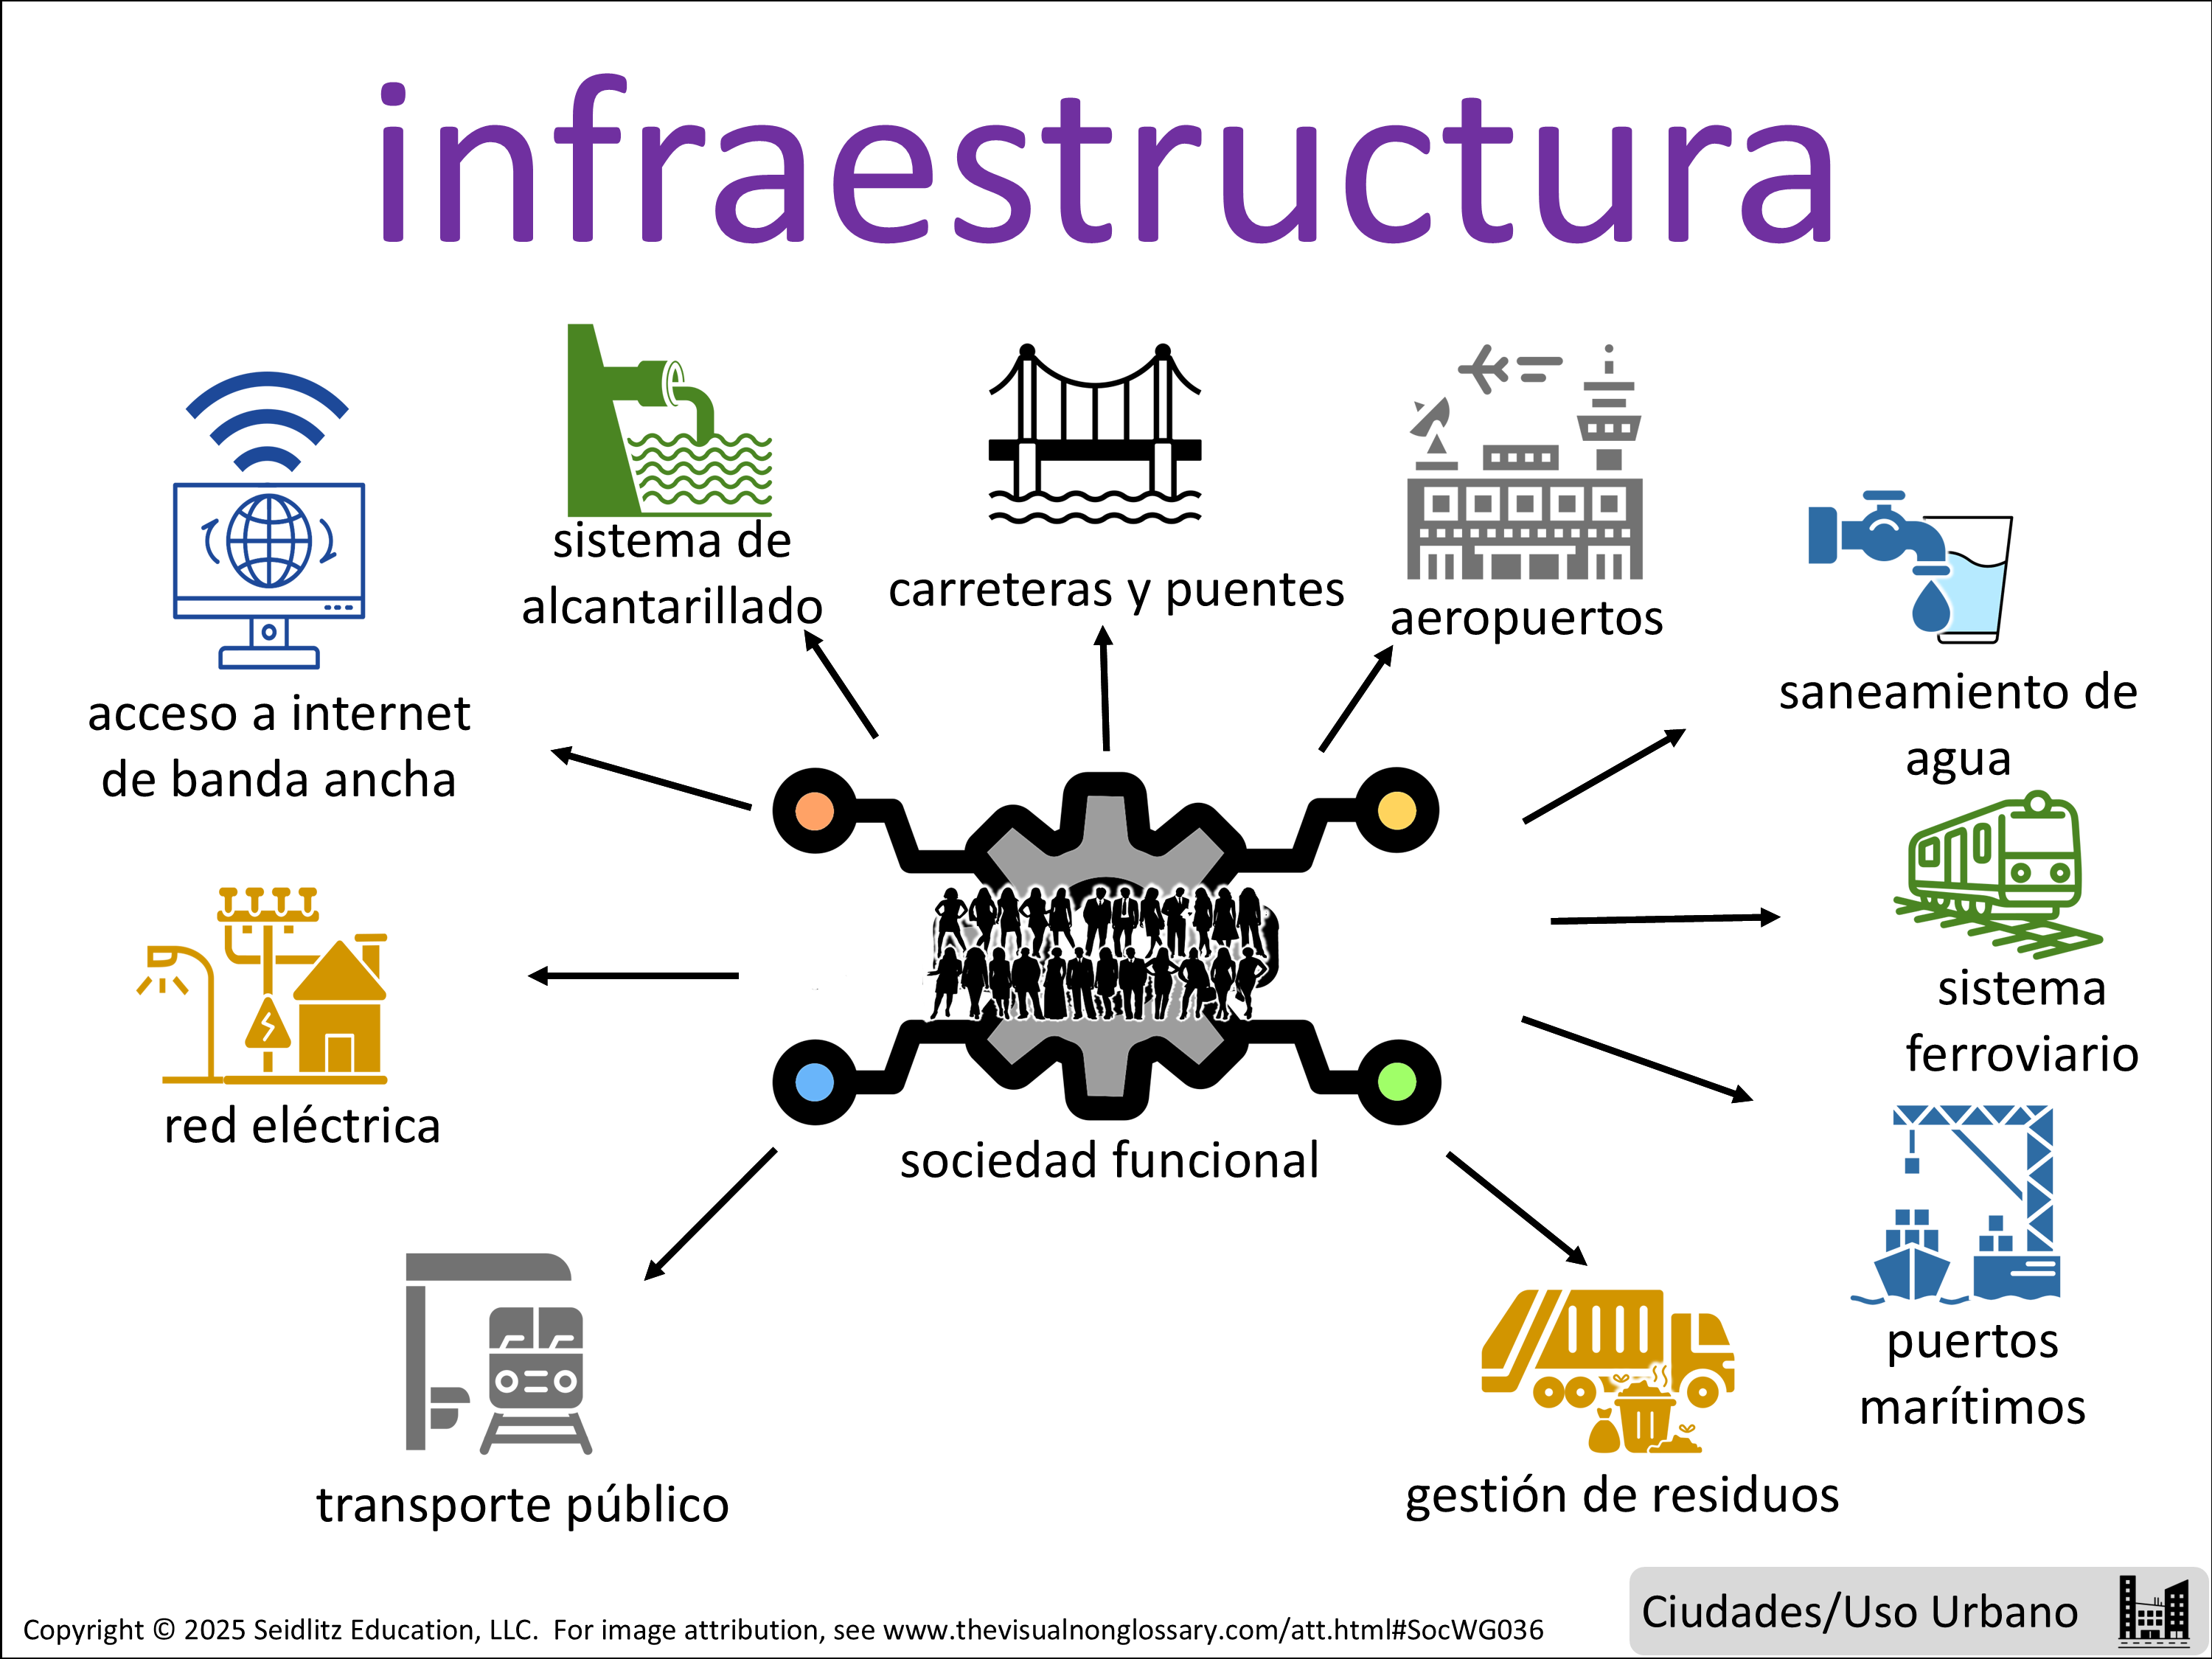 infraestructura
sistema de
alcantarillado
carreteras y puentes
aeropuertos
acceso a internet
de banda ancha
saneamiento de
agua
red eléctrica
sistema
ferroviario
sociedad funcional
puertos
marítimos
transporte público
gestión de residuos
Copyright © 2025 Seidlitz Education, LLC.  For image attribution, see www.thevisualnonglossary.com/att.html#SocWG036
Ciudades/Uso Urbano